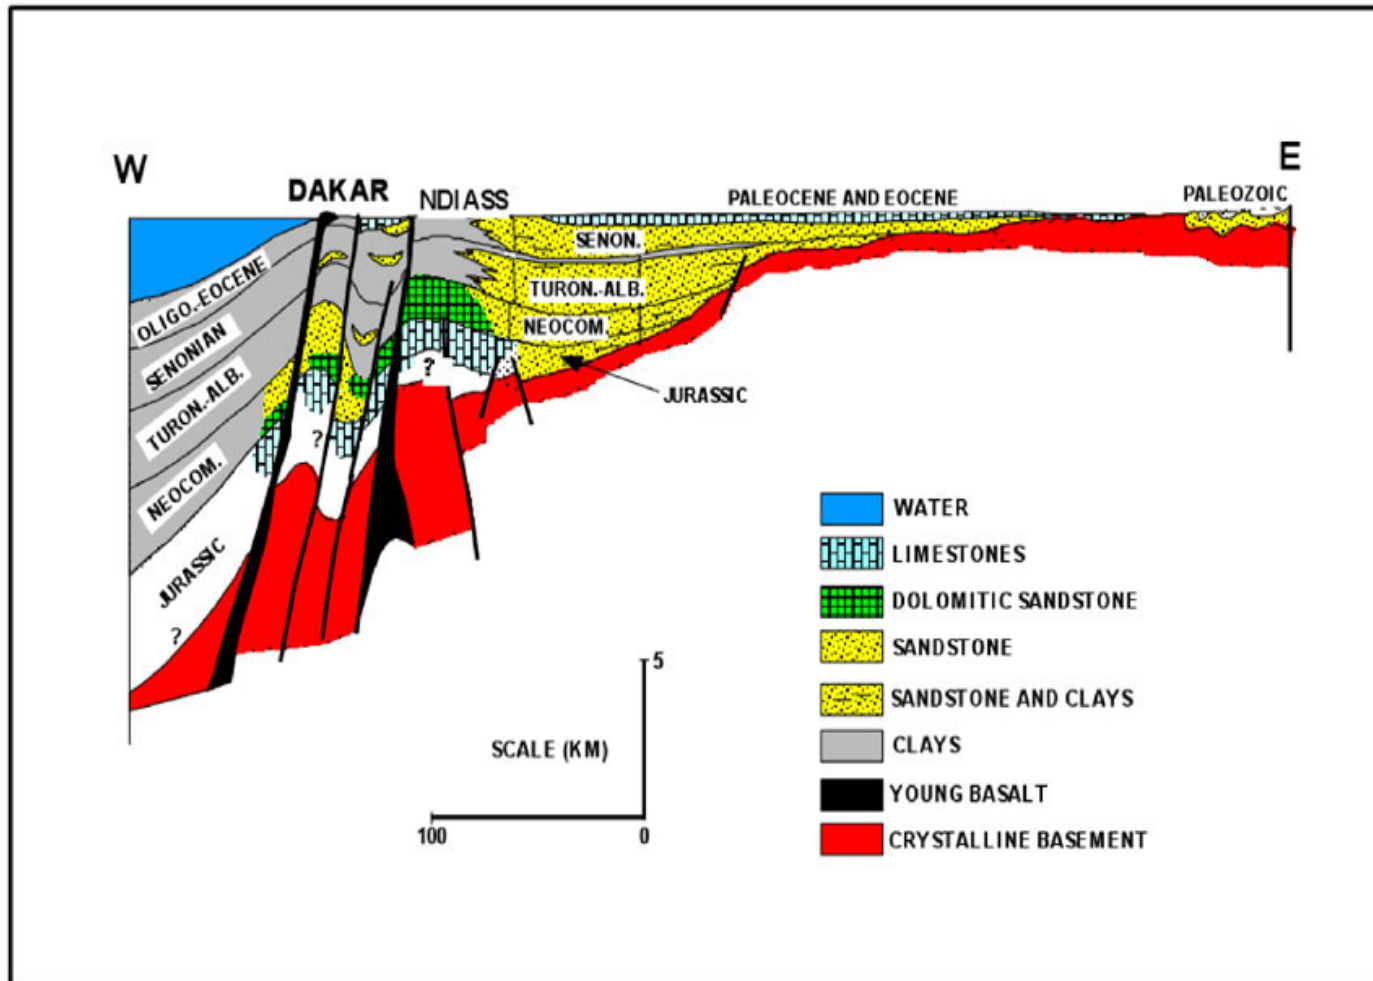 W
E
DAKAR
NDIASS
PALEOCENE AND EOCENE
PALEOZOIC
OLIGO.-EOCENE
SENONIAN
TURON.-ALB.
NEOCOM.
JURASSIC
?
?
?
SENON.
TURON.-ALB.
NEOCOM.
JURASSIC
WATER
LIMESTONES
DOLOMITIC SANDSTONE
SANDSTONE
SANDSTONE AND CLAYS
CLAYS
YOUNG BASALT
CRYSTALLINE BASEMENT
5
SCALE (KM)
100
0